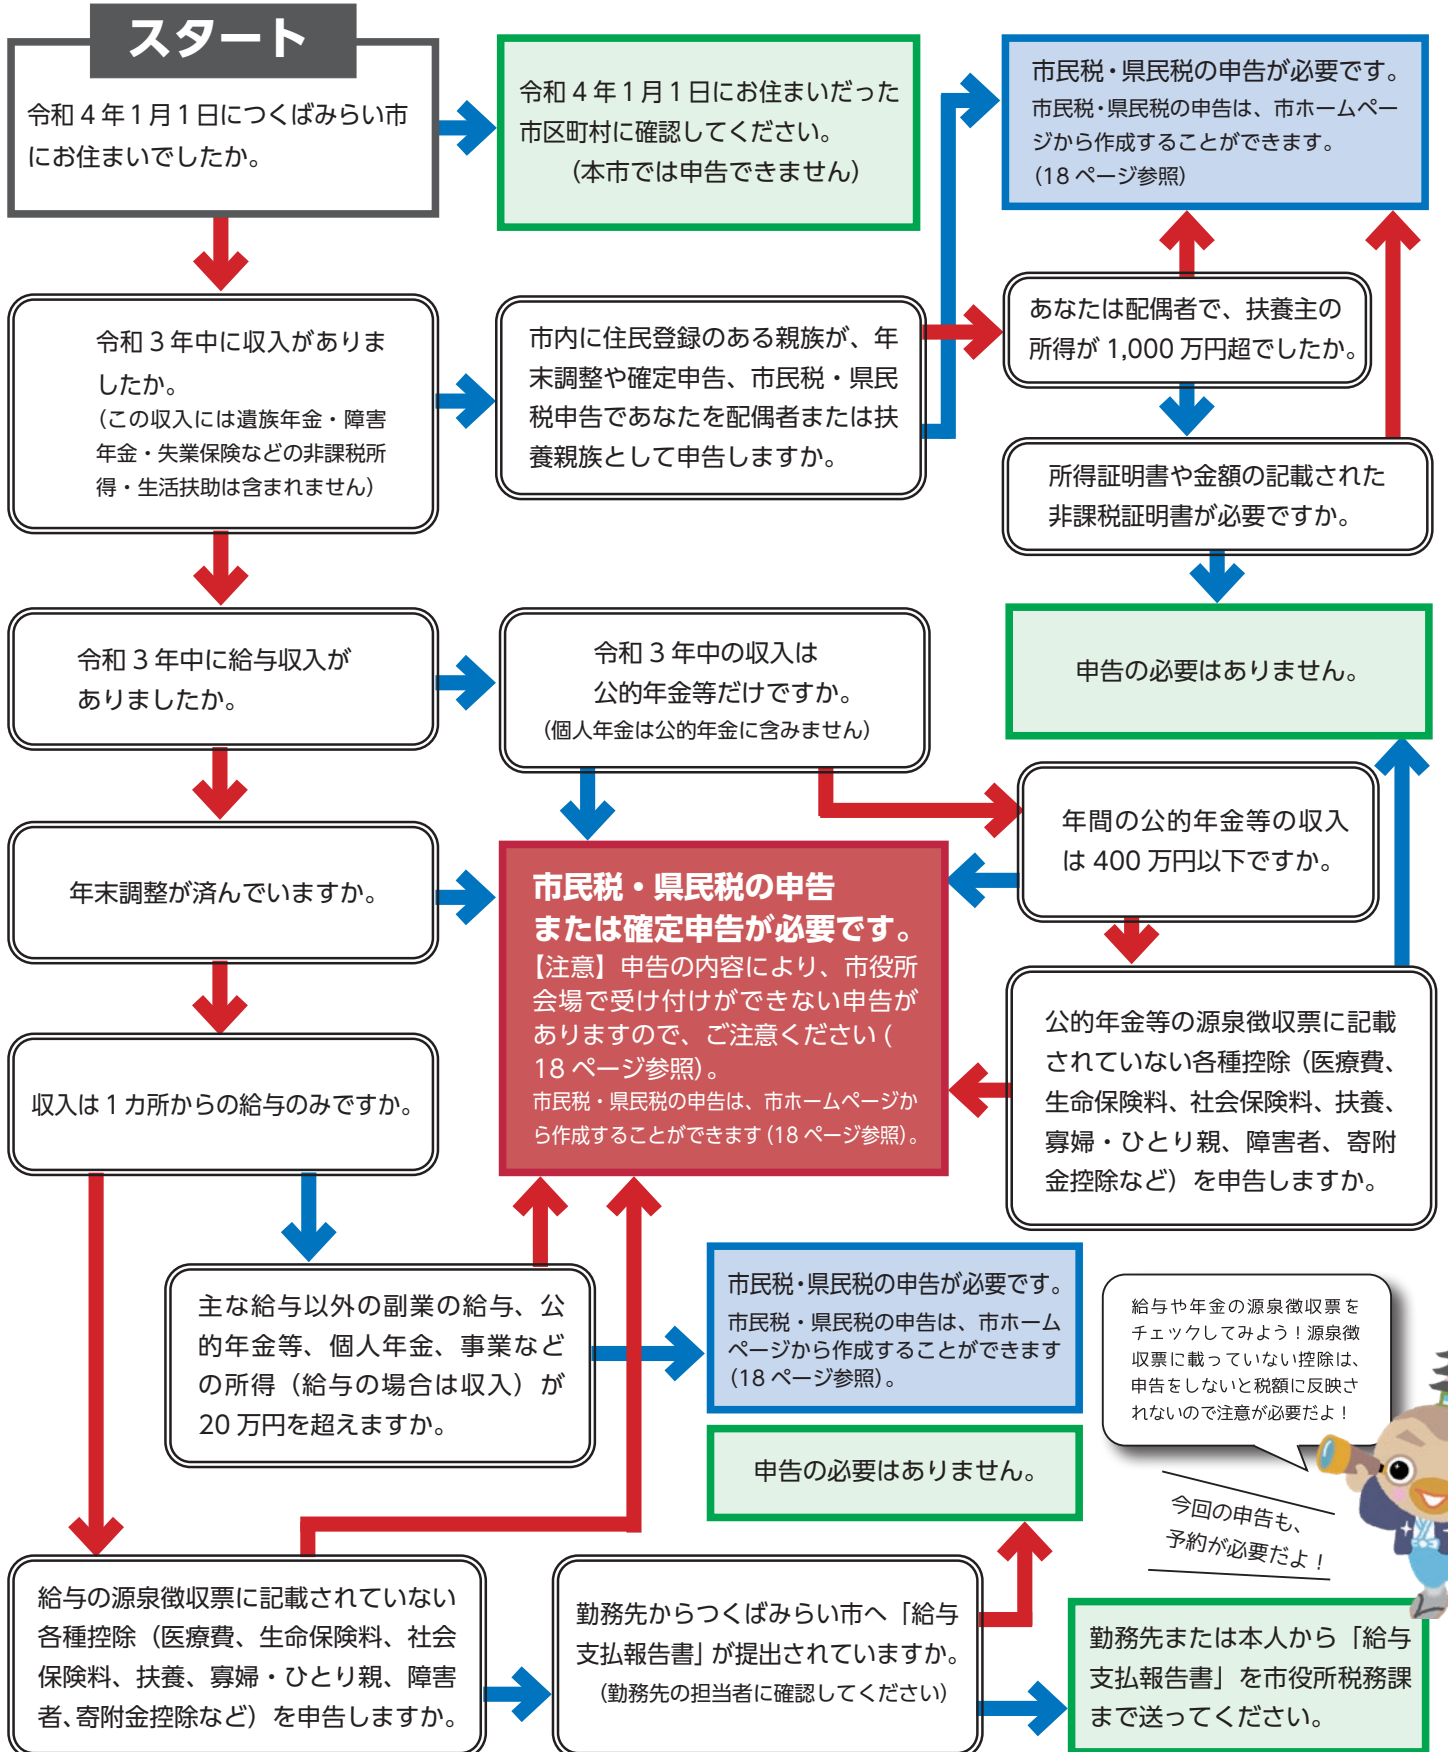 スタート
令和４年１月１日につくばみらい市
にお住まいでしたか。
令和４年１月１日にお住まいだった
市区町村に確認してください。
（本市では申告できません）
市民税・県民税の申告が必要です。
市民税・県民税の申告は、市ホームペー
ジから作成することができます。
(18 ページ参照)
令和３年中に収入がありま
したか。
（この収入には遺族年金・障害
年金・失業保険などの非課税所
得・生活扶助は含まれません）
市内に住民登録のある親族が、年
末調整や確定申告、市民税・県民
税申告であなたを配偶者または扶
養親族として申告しますか。
あなたは配偶者で、扶養主の
所得が 1,000 万円超でしたか。
所得証明書や金額の記載された
非課税証明書が必要ですか。
令和３年中に給与収入が
ありましたか。
令和３年中の収入は
公的年金等だけですか。
（個人年金は公的年金に含みません）
申告の必要はありません。
年間の公的年金等の収入
は 400 万円以下ですか。
年末調整が済んでいますか。
市民税・県民税の申告
または確定申告が必要です。
【注意】申告の内容により、市役所
会場で受け付けができない申告が
ありますので、ご注意ください (
18 ページ参照)。
市民税・県民税の申告は、市ホームページか
ら作成することができます (18 ページ参照)。
公的年金等の源泉徴収票に記載
されていない各種控除（医療費、
生命保険料、社会保険料、扶養、
寡婦・ひとり親、障害者、寄附
金控除など）を申告しますか。
収入は１カ所からの給与のみですか。
主な給与以外の副業の給与、公
的年金等、個人年金、事業など
の所得（給与の場合は収入）が
20 万円を超えますか。
市民税・県民税の申告が必要です。
市民税・県民税の申告は、市ホーム
ページから作成することができます
(18 ページ参照)。
給与や年金の源泉徴収票を
チェックしてみよう！源泉徴
収票に載っていない控除は、
申告をしないと税額に反映さ
れないので注意が必要だよ！
申告の必要はありません。
今回の申告も、
予約が必要だよ！
給与の源泉徴収票に記載されていない
各種控除（医療費、生命保険料、社会
保険料、扶養、寡婦・ひとり親、障害
者、寄附金控除など）を申告しますか。
勤務先からつくばみらい市へ「給与
支払報告書」が提出されていますか。
（勤務先の担当者に確認してください）
勤務先または本人から「給与
支払報告書」を市役所税務課
まで送ってください。